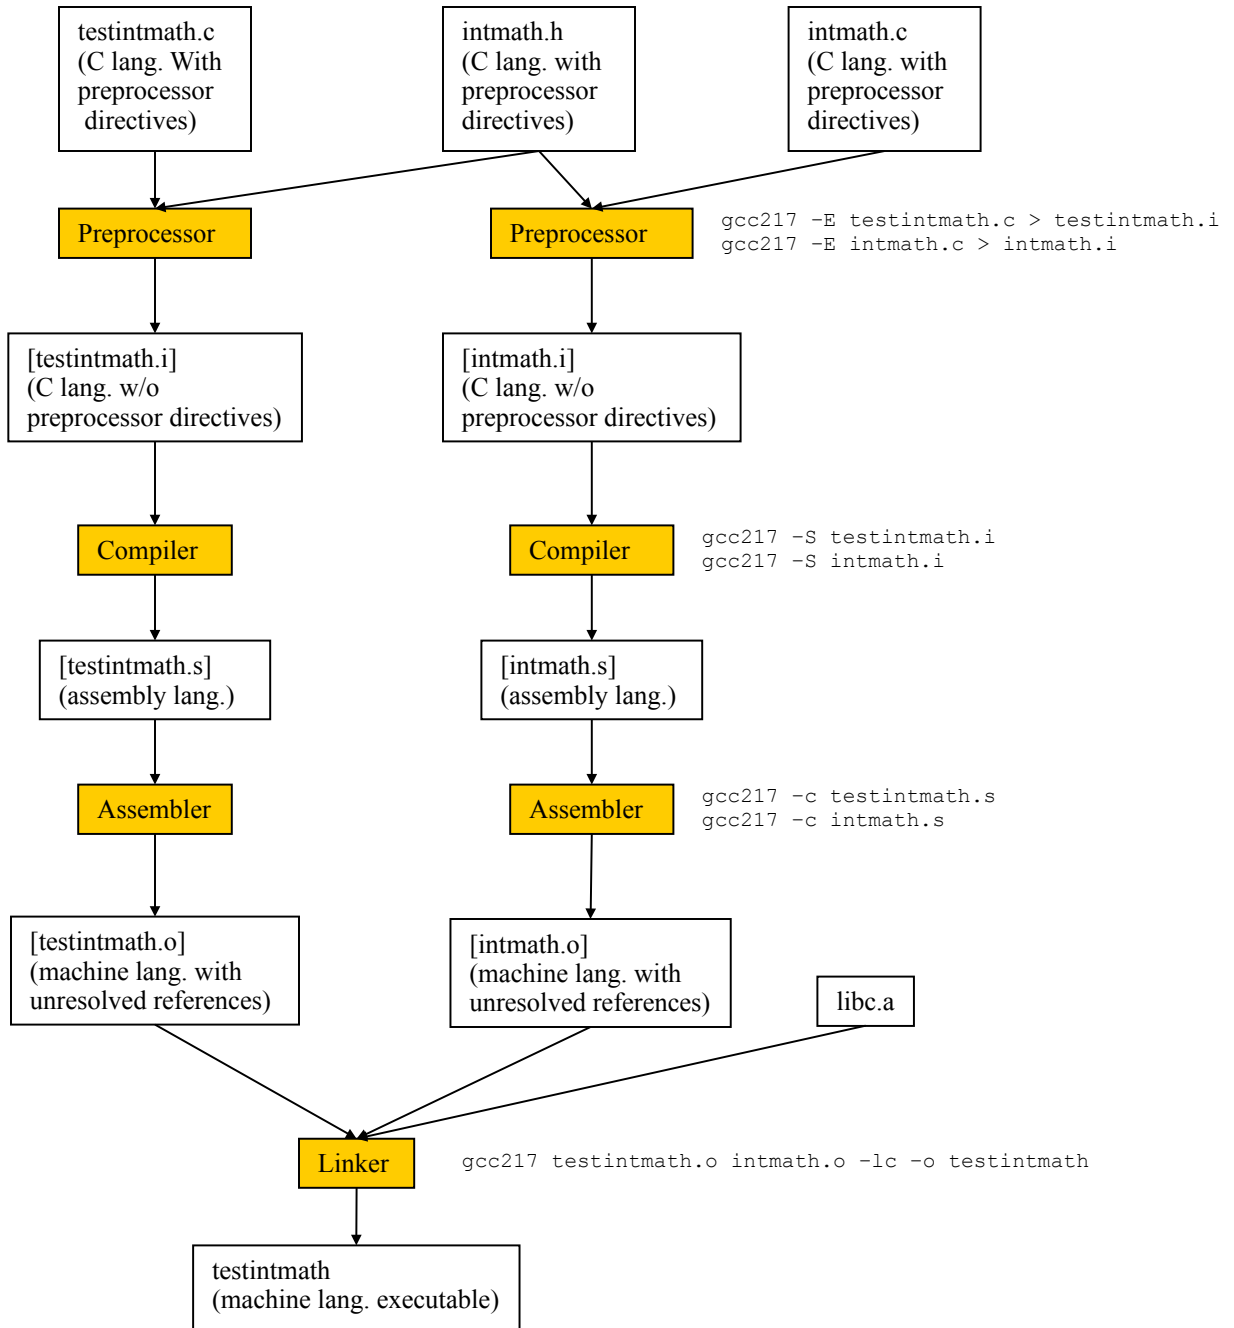 testintmath.c
(C lang. With
preprocessor
directives)
intmath.h
(C lang. with
preprocessor
directives)
intmath.c
(C lang. with
preprocessor
directives)
Preprocessor
Preprocessor
gcc217 –E testintmath.c > testintmath.i
gcc217 –E intmath.c > intmath.i
[testintmath.i]
(C lang. w/o
preprocessor directives)
[intmath.i]
(C lang. w/o
preprocessor directives)
Compiler
Compiler
gcc217 –S testintmath.i
gcc217 –S intmath.i
[testintmath.s]
(assembly lang.)
[intmath.s]
(assembly lang.)
Assembler
Assembler
gcc217 –c testintmath.s
gcc217 –c intmath.s
[testintmath.o]
(machine lang. with
unresolved references)
[intmath.o]
(machine lang. with
unresolved references)
libc.a
Linker
gcc217 testintmath.o intmath.o –lc –o testintmath
testintmath
(machine lang. executable)